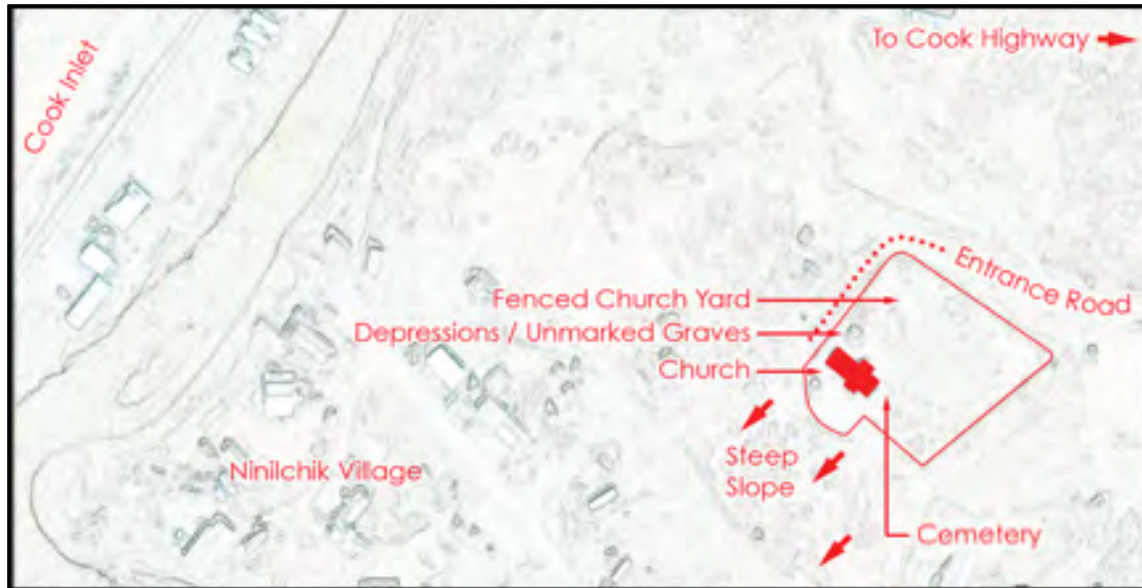 To Cook Highway
Cook Inlet
Entrance Road
Fenced Church Yard
Depressions / Unmarked Graves
Church
Steep
Slope
Ninilchik Village
Cemetery